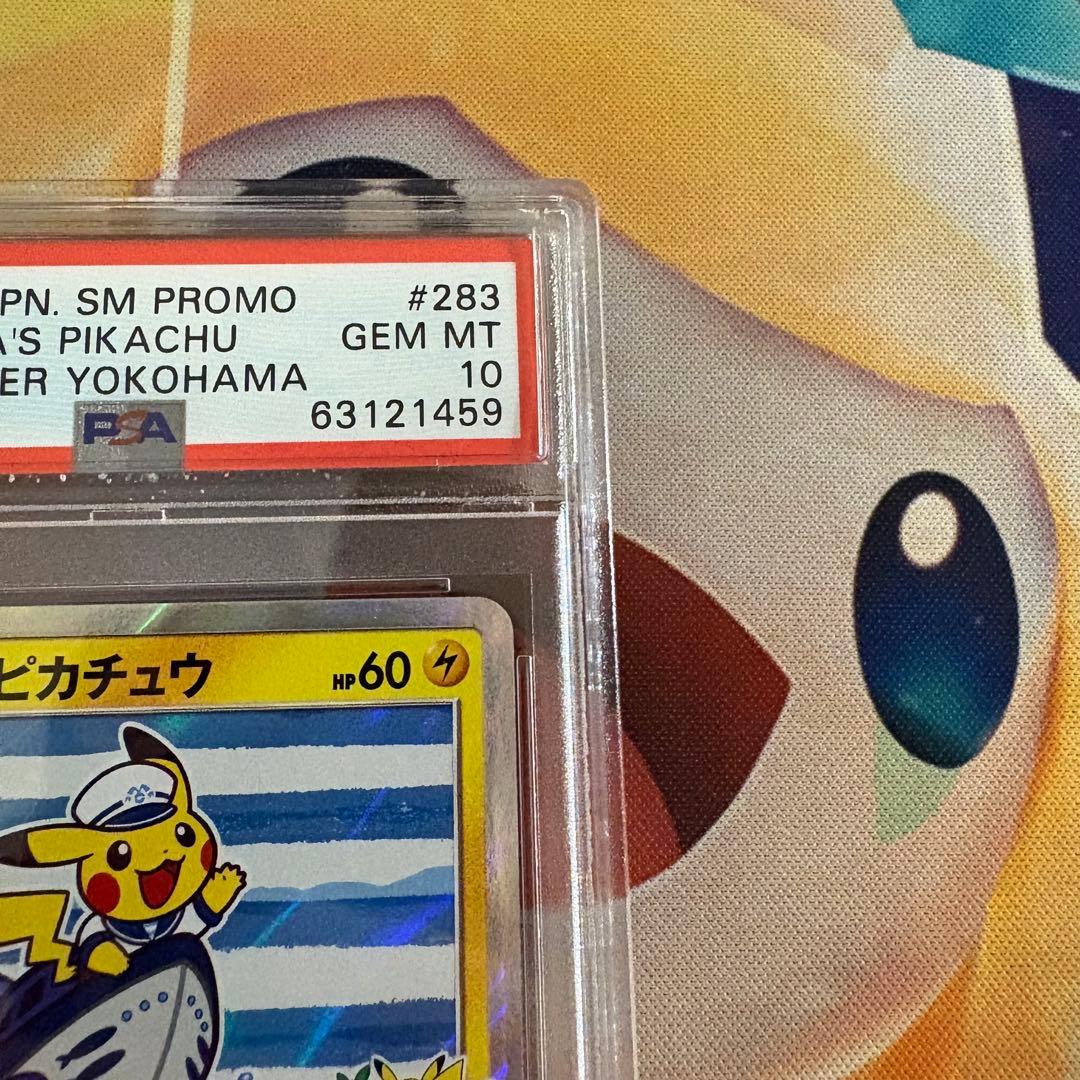 PN. SM PROMO #283
A'S PIKACHU GEM MT
ER YOKOHAMA 10
PSA 63121459
ピカチュウ HP60